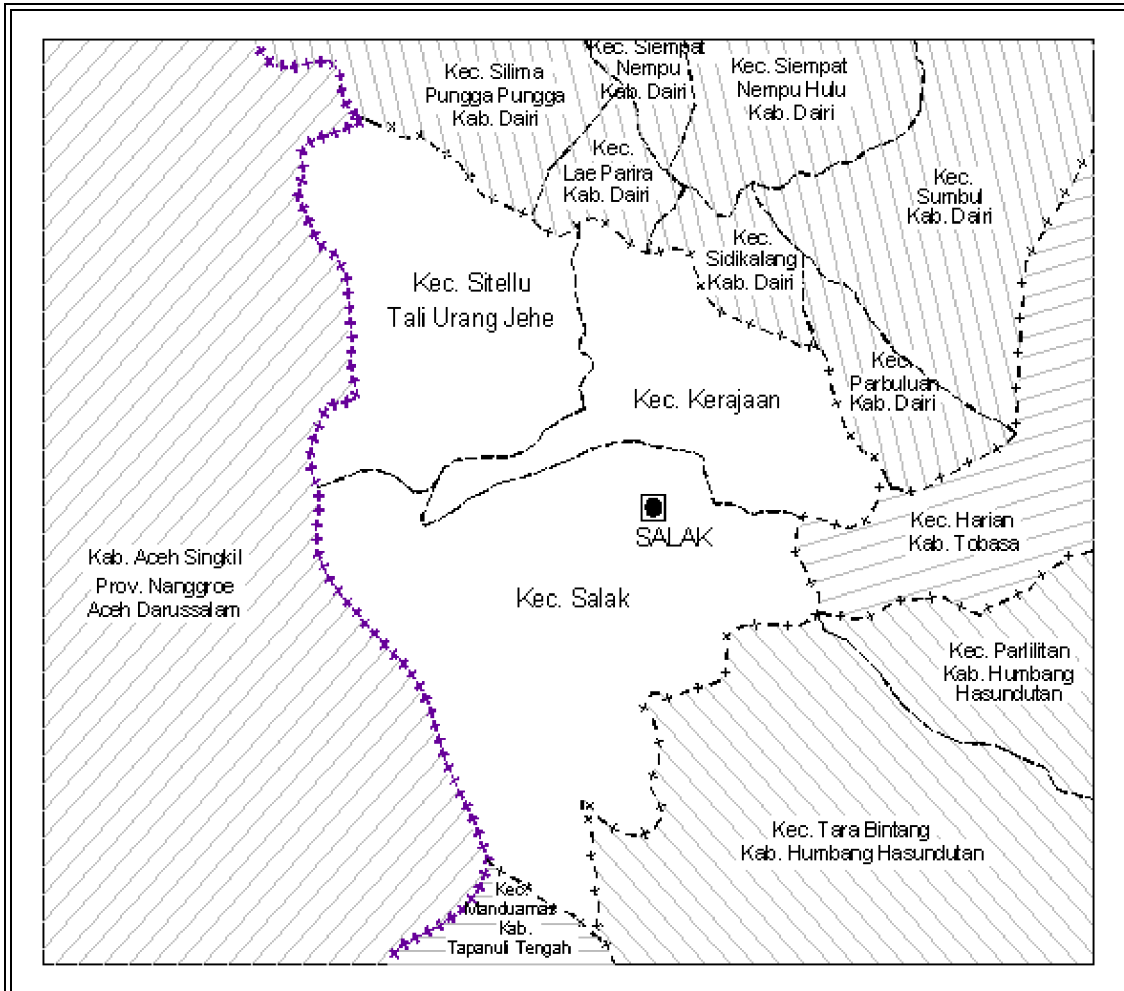 Kec. Silima
Pungga Pungga
Kab. Dairi
Kec. Siempat
Nempu
Kab. Dairi
Kec. Siempat
Nempu Hulu
Kab. Dairi
Kec.
Lae Parira
Kab. Dairi
Kec.
Sumbul
Kab. Dairi
Kec.
Sidikalang
Kab. Dairi
Kec. Sitellu
Tali Urang Jehe
Kec.
Parbuluan
Kab. Dairi
Kec. Kerajaan
SALAK
Kec. Harian
Kab. Tobasa
Kab. Aceh Singkil
Prov. Nanggroe
Aceh Darussalam
Kec. Salak
Kec. Parlilitan
Kab. Humbang
Hasundutan
Kec. Tara Bintang
Kab. Humbang Hasundutan
Kec.
Manduamas
Kab.
Tapanuli Tengah